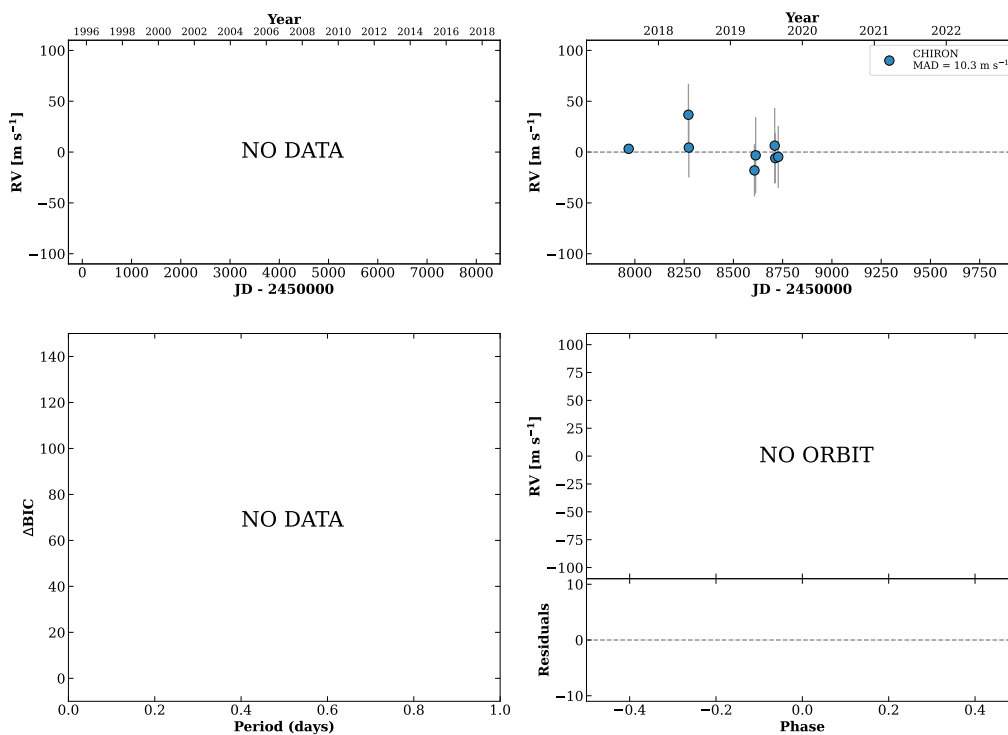 Year
1996 1998 2000 2002 2004 2006 2008 2010 2012 2014 2016 2018
100
50
0
−50
−100
RV [m s⁻¹]
NO DATA
0 1000 2000 3000 4000 5000 6000 7000 8000
JD - 2450000
Year
2018 2019 2020 2021 2022
CHIRON
MAD = 10.3 m s⁻¹
100
50
0
−50
−100
RV [m s⁻¹]
8000 8250 8500 8750 9000 9250 9500 9750
JD - 2450000
140
120
100
80
60
40
20
0
ΔBIC
NO DATA
0.0 0.2 0.4 0.6 0.8 1.0
Period (days)
100
75
50
25
0
−25
−50
−75
−100
RV [m s⁻¹]
NO ORBIT
10
0
−10
Residuals
−0.4 −0.2 0.0 0.2 0.4
Phase